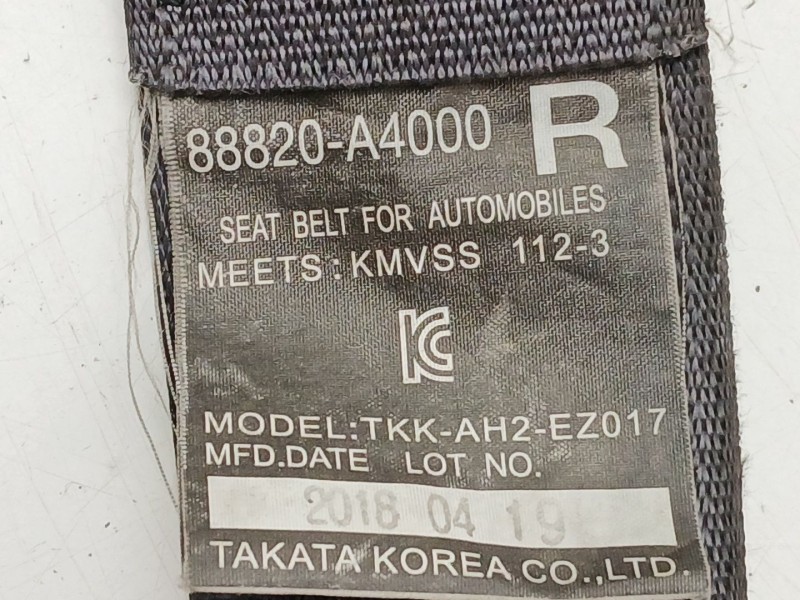 88820-A4000 R
SEAT BELT FOR AUTOMOBILES
MEETS: KMVSS 112-3
KC
MODEL:TKK-AH2-EZ017
MFD.DATE LOT NO.
2018 04 19
TAKATA KOREA CO.,LTD.